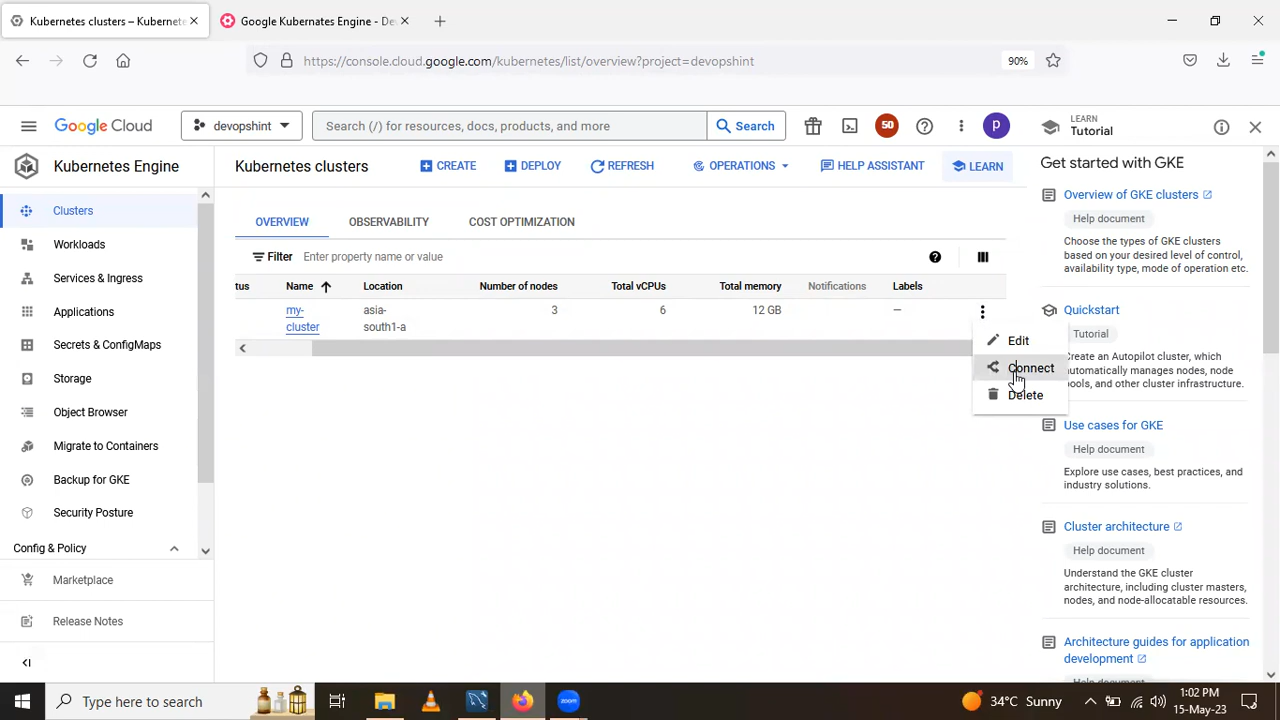 Kubernetes clusters – Kubernete
Google Kubernates Engine - De
https://console.cloud.google.com/kubernetes/list/overview?project=devopshint
90%
Google Cloud
devopshint
Search (/) for resources, docs, products, and more
Search
50
p
LEARN
Tutorial
Kubernetes Engine
Kubernetes clusters
CREATE
DEPLOY
REFRESH
OPERATIONS
HELP ASSISTANT
LEARN
Get started with GKE
Clusters
Workloads
Services & Ingress
Applications
Secrets & ConfigMaps
Storage
Object Browser
Migrate to Containers
Backup for GKE
Security Posture
Config & Policy
Marketplace
Release Notes
OVERVIEW
OBSERVABILITY
COST OPTIMIZATION
Filter
Enter property name or value
tus
Name
Location
Number of nodes
Total vCPUs
Total memory
Notifications
Labels
my-
cluster
asia-
south1-a
3
6
12 GB
—
Edit
Connect
Delete
Overview of GKE clusters
Help document
Choose the types of GKE clusters
based on your desired level of control,
availability type, mode of operation etc.
Quickstart
Tutorial
Create an Autopilot cluster, which
automatically manages nodes, node
pools, and other cluster infrastructure.
Use cases for GKE
Help document
Explore use cases, best practices, and
industry solutions.
Cluster architecture
Help document
Understand the GKE cluster
architecture, including cluster masters,
nodes, and node-allocatable resources.
Architecture guides for application
development
Help document
Type here to search
zoom
34°C Sunny
1:02 PM
15-May-23